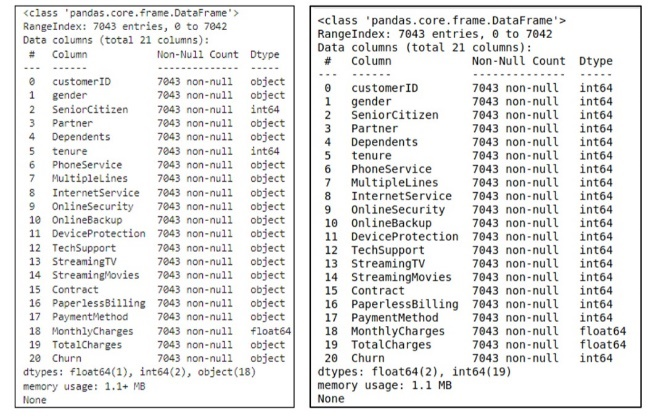 <class 'pandas.core.frame.DataFrame'>
RangeIndex: 7043 entries, 0 to 7042
Data columns (total 21 columns):
#   Column   Non-Null Count   Dtype
---   ------   --------------   -----
0   customerID   7043 non-null   object
1   gender   7043 non-null   object
2   SeniorCitizen   7043 non-null   int64
3   Partner   7043 non-null   object
4   Dependents   7043 non-null   object
5   tenure   7043 non-null   int64
6   PhoneService   7043 non-null   object
7   MultipleLines   7043 non-null   object
8   InternetService   7043 non-null   object
9   OnlineSecurity   7043 non-null   object
10   OnlineBackup   7043 non-null   object
11   DeviceProtection   7043 non-null   object
12   TechSupport   7043 non-null   object
13   StreamingTV   7043 non-null   object
14   StreamingMovies   7043 non-null   object
15   Contract   7043 non-null   object
16   PaperlessBilling   7043 non-null   object
17   PaymentMethod   7043 non-null   object
18   MonthlyCharges   7043 non-null   float64
19   TotalCharges   7043 non-null   object
20   Churn   7043 non-null   object
dtypes: float64(1), int64(2), object(18)
memory usage: 1.1+ MB
None
<class 'pandas.core.frame.DataFrame'>
RangeIndex: 7043 entries, 0 to 7042
Data columns (total 21 columns):
#   Column   Non-Null Count   Dtype
---   ------   --------------   -----
0   customerID   7043 non-null   int64
1   gender   7043 non-null   int64
2   SeniorCitizen   7043 non-null   int64
3   Partner   7043 non-null   int64
4   Dependents   7043 non-null   int64
5   tenure   7043 non-null   int64
6   PhoneService   7043 non-null   int64
7   MultipleLines   7043 non-null   int64
8   InternetService   7043 non-null   int64
9   OnlineSecurity   7043 non-null   int64
10   OnlineBackup   7043 non-null   int64
11   DeviceProtection   7043 non-null   int64
12   TechSupport   7043 non-null   int64
13   StreamingTV   7043 non-null   int64
14   StreamingMovies   7043 non-null   int64
15   Contract   7043 non-null   int64
16   PaperlessBilling   7043 non-null   int64
17   PaymentMethod   7043 non-null   int64
18   MonthlyCharges   7043 non-null   float64
19   TotalCharges   7043 non-null   float64
20   Churn   7043 non-null   int64
dtypes: float64(2), int64(19)
memory usage: 1.1 MB
None